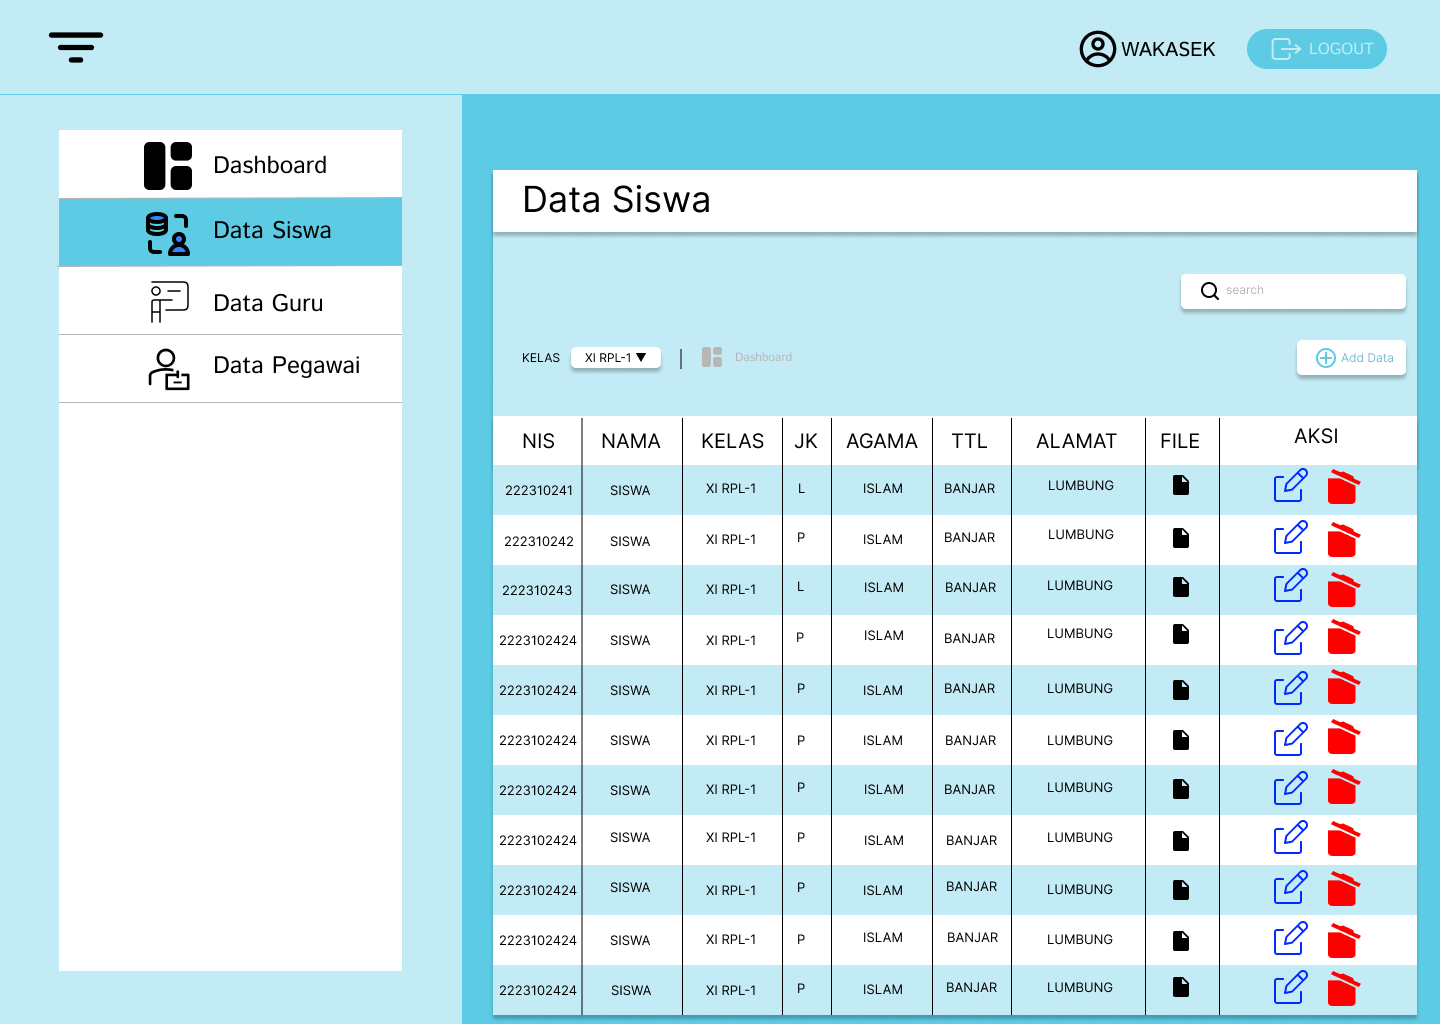 WAKASEK LOGOUT
Dashboard
Data Siswa
Data Guru
Data Pegawai
Data Siswa
search
KELAS XI RPL-1 ▼ | Dashboard Add Data
NIS NAMA KELAS JK AGAMA TTL ALAMAT FILE AKSI
222310241 SISWA XI RPL-1 L ISLAM BANJAR LUMBUNG
222310242 SISWA XI RPL-1 P ISLAM BANJAR LUMBUNG
222310243 SISWA XI RPL-1 L ISLAM BANJAR LUMBUNG
2223102424 SISWA XI RPL-1 P ISLAM BANJAR LUMBUNG
2223102424 SISWA XI RPL-1 P ISLAM BANJAR LUMBUNG
2223102424 SISWA XI RPL-1 P ISLAM BANJAR LUMBUNG
2223102424 SISWA XI RPL-1 P ISLAM BANJAR LUMBUNG
2223102424 SISWA XI RPL-1 P ISLAM BANJAR LUMBUNG
2223102424 SISWA XI RPL-1 P ISLAM BANJAR LUMBUNG
2223102424 SISWA XI RPL-1 P ISLAM BANJAR LUMBUNG
2223102424 SISWA XI RPL-1 P ISLAM BANJAR LUMBUNG